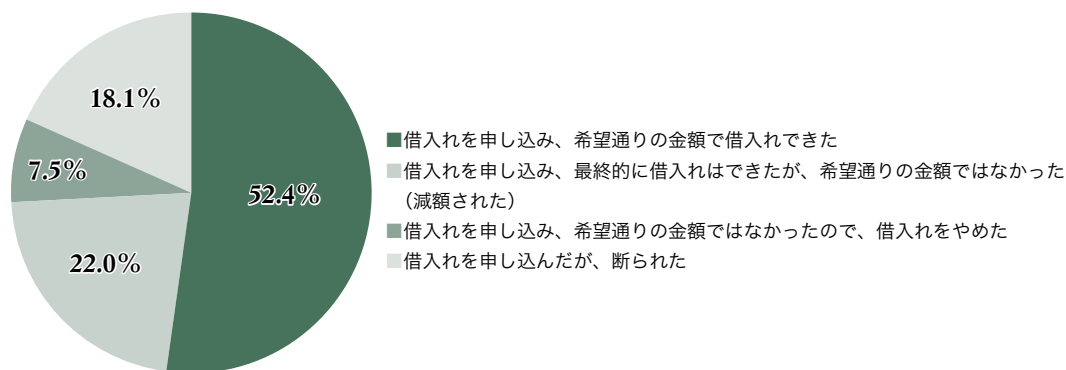 18.1%
7.5%
52.4%
22.0%
■借入れを申し込み、希望通りの金額で借入れできた
■借入れを申し込み、最終的に借入れはできたが、希望通りの金額ではなかった
（減額された）
■借入れを申し込み、希望通りの金額ではなかったので、借入れをやめた
■借入れを申し込んだが、断られた